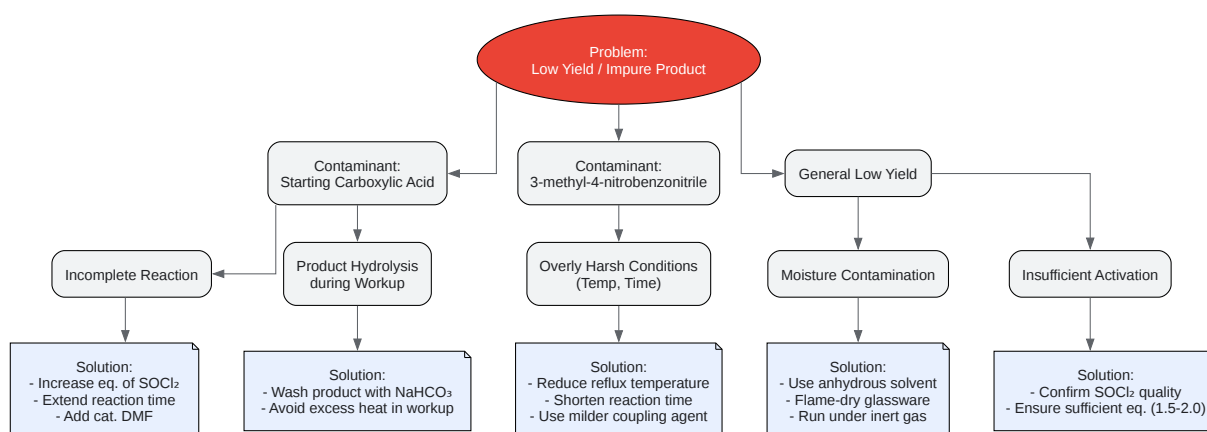 Problem:
Low Yield / Impure Product
Contaminant:
Starting Carboxylic Acid
Contaminant:
3-methyl-4-nitrobenzonitrile
General Low Yield
Incomplete Reaction
Product Hydrolysis
during Workup
Overly Harsh Conditions
(Temp, Time)
Moisture Contamination
Insufficient Activation
Solution:
- Increase eq. of SOCl₂
- Extend reaction time
- Add cat. DMF
Solution:
- Wash product with NaHCO₃
- Avoid excess heat in workup
Solution:
- Reduce reflux temperature
- Shorten reaction time
- Use milder coupling agent
Solution:
- Use anhydrous solvent
- Flame-dry glassware
- Run under inert gas
Solution:
- Confirm SOCl₂ quality
- Ensure sufficient eq. (1.5-2.0)